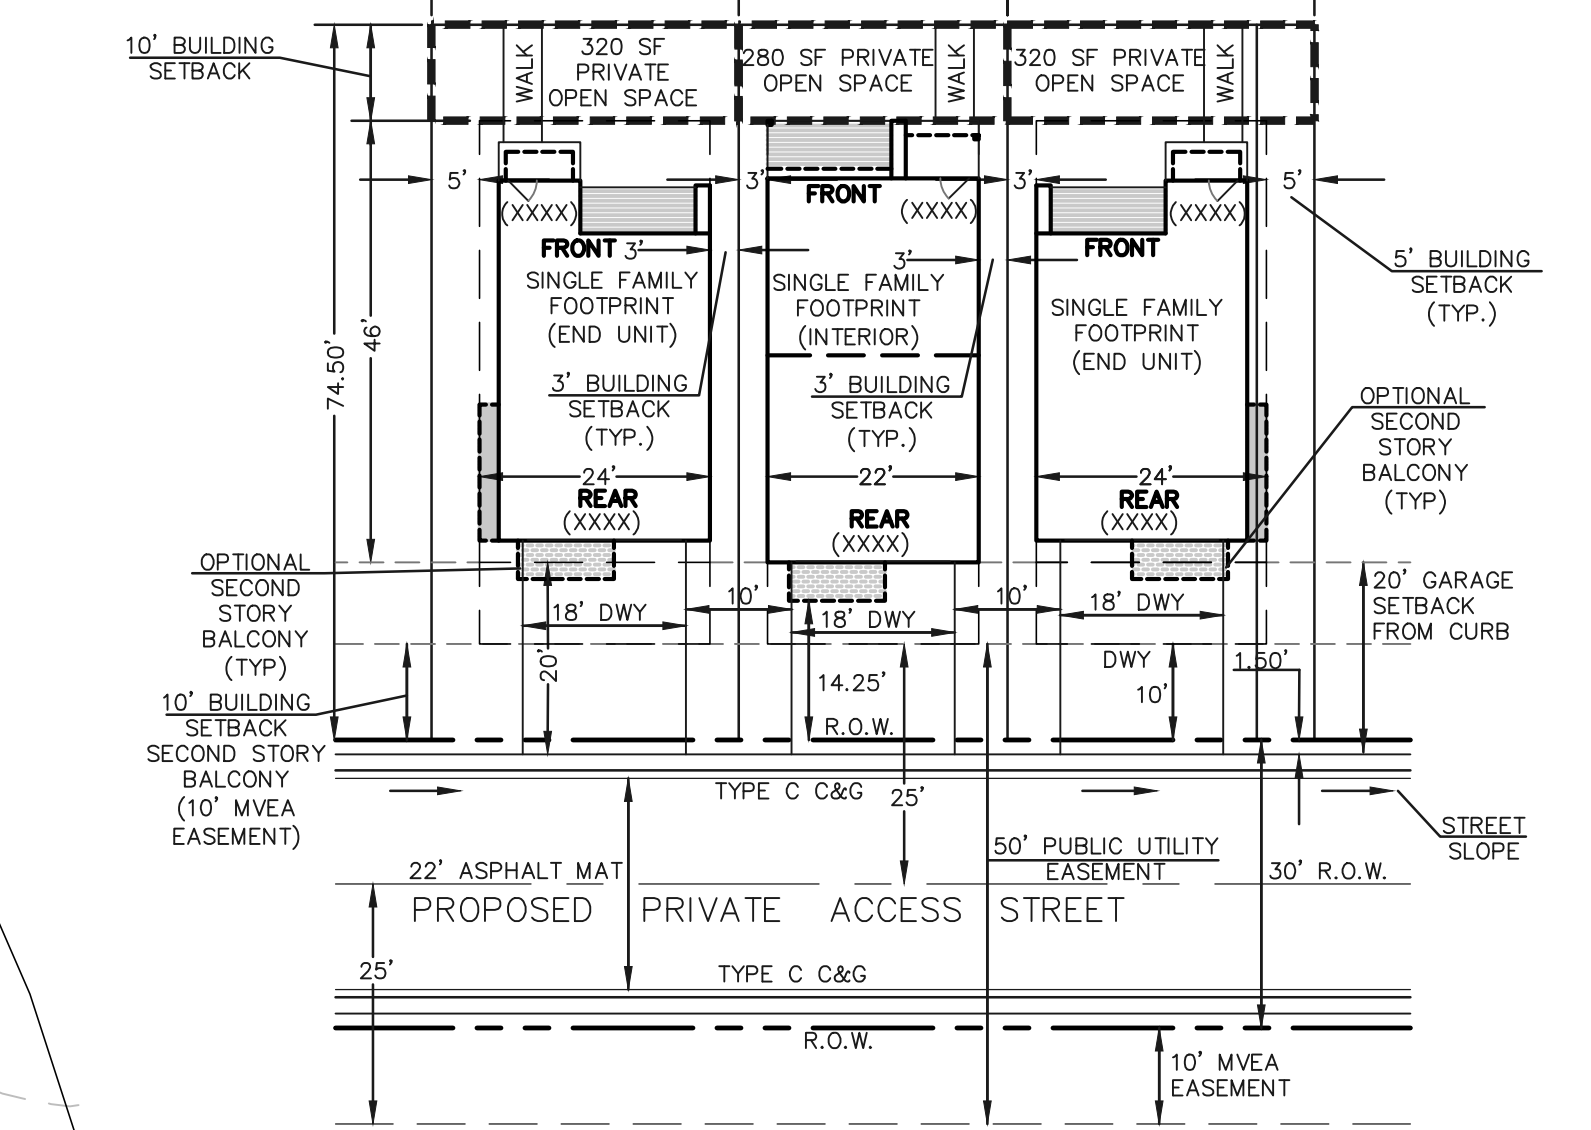 10' BUILDING
SETBACK
WALK
320 SF
PRIVATE
OPEN SPACE
280 SF PRIVATE
OPEN SPACE
WALK
320 SF PRIVATE
OPEN SPACE
WALK
5'
3'
3'
5'
(XXXX)
FRONT
3'
FRONT
(XXXX)
3'
(XXXX)
FRONT
5' BUILDING
SETBACK
(TYP.)
SINGLE FAMILY
FOOTPRINT
(END UNIT)
SINGLE FAMILY
FOOTPRINT
(INTERIOR)
SINGLE FAMILY
FOOTPRINT
(END UNIT)
74.50'
46'
3' BUILDING
SETBACK
(TYP.)
3' BUILDING
SETBACK
(TYP.)
OPTIONAL
SECOND
STORY
BALCONY
(TYP)
24'
REAR
(XXXX)
22'
REAR
(XXXX)
24'
REAR
(XXXX)
OPTIONAL
SECOND
STORY
BALCONY
(TYP)
18' DWY
10'
18' DWY
10'
18' DWY
20' GARAGE
SETBACK
FROM CURB
20'
14.25'
R.O.W.
DWY
10'
1.50'
10' BUILDING
SETBACK
SECOND STORY
BALCONY
(10' MVEA
EASEMENT)
TYPE C C&G
25'
STREET
SLOPE
50' PUBLIC UTILITY
EASEMENT
22' ASPHALT MAT
30' R.O.W.
PROPOSED PRIVATE ACCESS STREET
25'
TYPE C C&G
R.O.W.
10' MVEA
EASEMENT